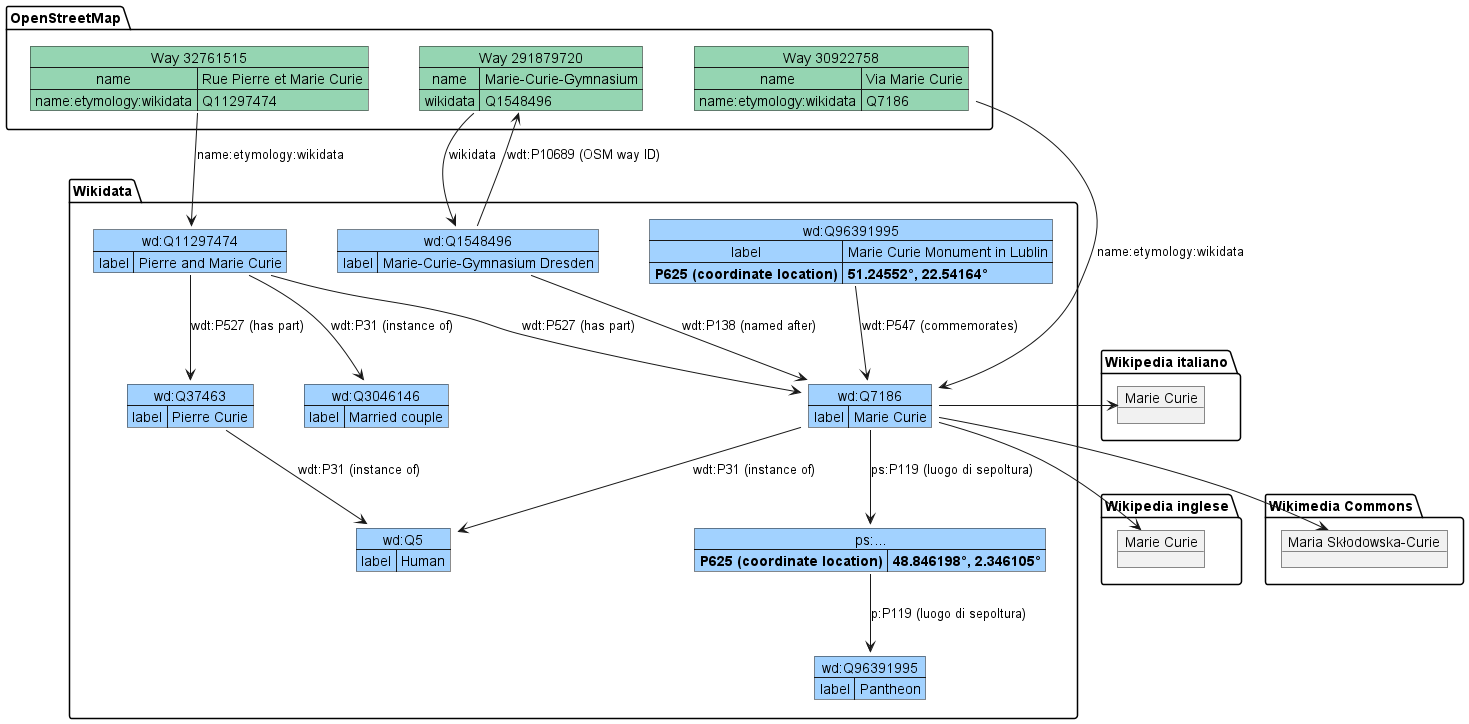 OpenStreetMap
Way 32761515
name Rue Pierre et Marie Curie
name:etymology:wikidata Q11297474
Way 291879720
name Marie-Curie-Gymnasium
wikidata Q1548496
Way 30922758
name Via Marie Curie
name:etymology:wikidata Q7186
name:etymology:wikidata
wikidata
wdt:P10689 (OSM way ID)
name:etymology:wikidata
Wikidata
wd:Q11297474
label Pierre and Marie Curie
wd:Q1548496
label Marie-Curie-Gymnasium Dresden
wd:Q96391995
label Marie Curie Monument in Lublin
P625 (coordinate location) 51.24552°, 22.54164°
wdt:P527 (has part)
wdt:P31 (instance of)
wdt:P527 (has part)
wdt:P138 (named after)
wdt:P547 (commemorates)
wd:Q37463
label Pierre Curie
wd:Q3046146
label Married couple
wd:Q7186
label Marie Curie
Wikipedia italiano
Marie Curie
wdt:P31 (instance of)
wdt:P31 (instance of)
ps:P119 (luogo di sepoltura)
wd:Q5
label Human
ps:...
P625 (coordinate location) 48.846198°, 2.346105°
Wikipedia inglese
Marie Curie
Wikimedia Commons
Maria Skłodowska-Curie
p:P119 (luogo di sepoltura)
wd:Q96391995
label Pantheon